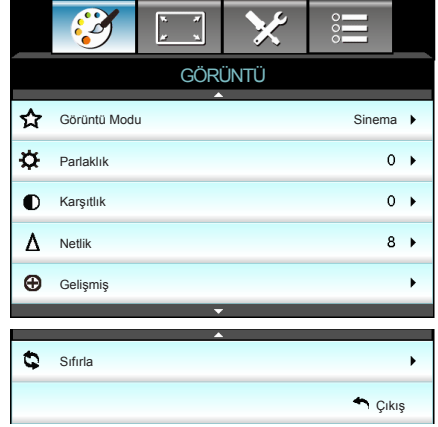 GÖRÜNTÜ
Görüntü Modu Sinema
Parlaklık 0
Karşıtlık 0
Netlik 8
Gelişmiş
Sıfırla
Çıkış